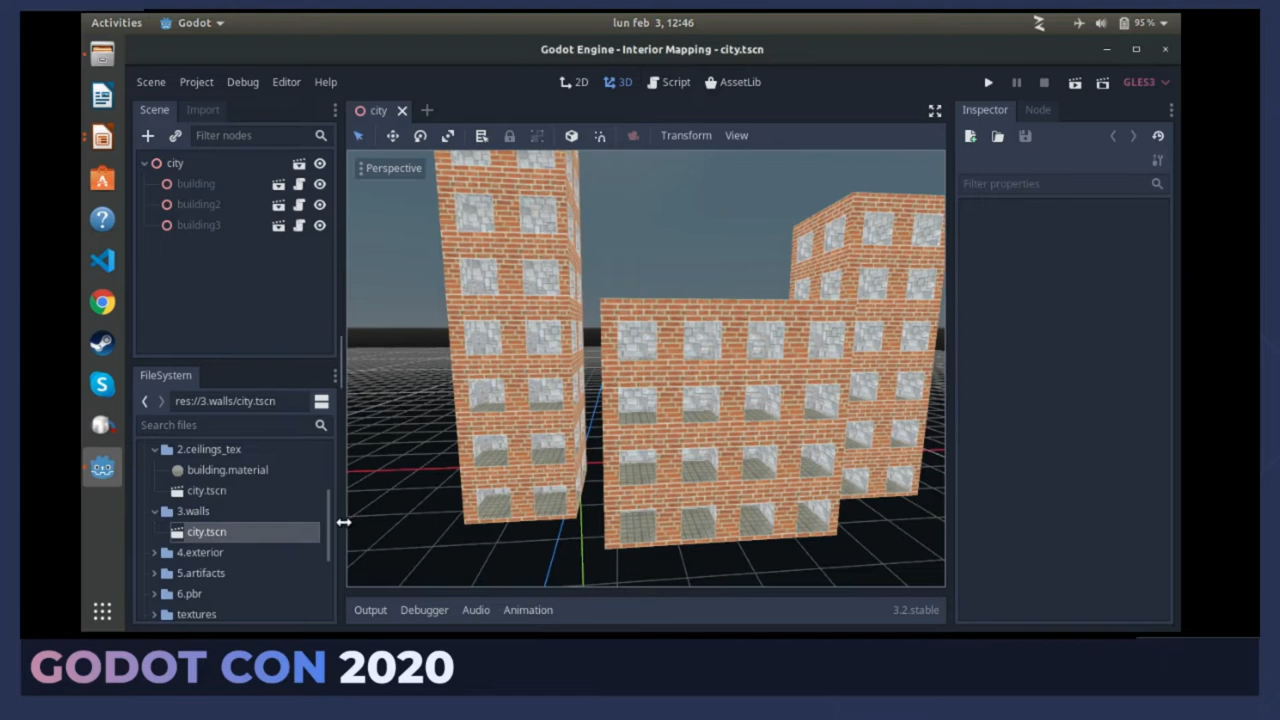 Activities
Godot
lun feb 3, 12:46
95 %
Godot Engine - Interior Mapping - city.tscn
Scene
Project
Debug
Editor
Help
2D
3D
Script
AssetLib
GLES3
Scene
Import
city
Inspector
Node
Filter nodes
Transform
View
city
building
building2
building3
Perspective
Filter properties
FileSystem
res://3.walls/city.tscn
Search files
2.ceilings_tex
building.material
city.tscn
3.walls
city.tscn
4.exterior
5.artifacts
6.pbr
textures
Output
Debugger
Audio
Animation
3.2.stable
GODOT CON 2020